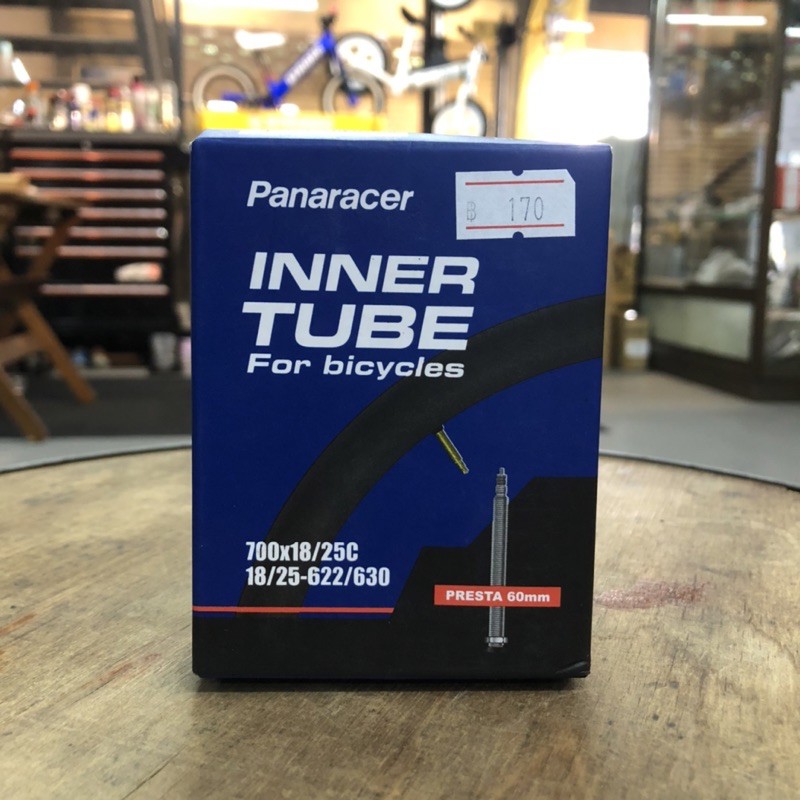 Panaracer
฿ 170
INNER
TUBE
For bicycles
700x18/25C
18/25-622/630
PRESTA 60mm